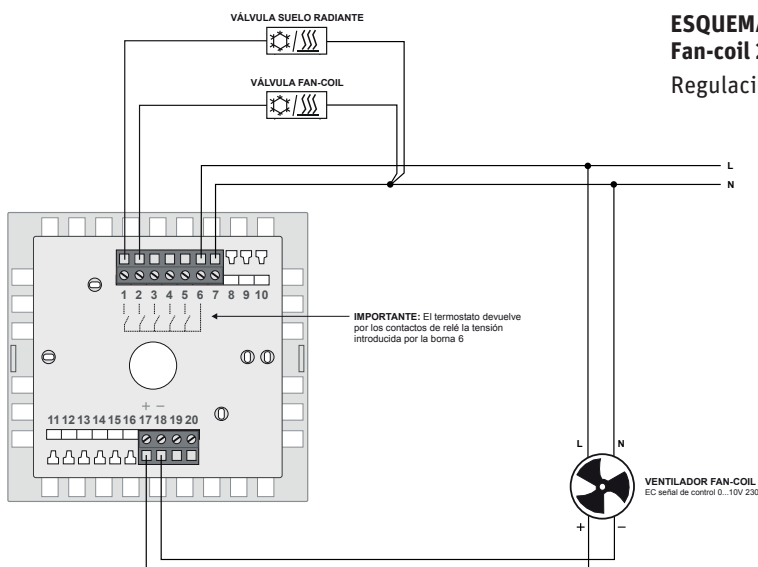 VÁLVULA SUELO RADIANTE
ESQUEMA
Fan-coil
VÁLVULA FAN-COIL
Regulaci
L
N
1 2 3 4 5 6 7 8 9 10
IMPORTANTE: El termostato devuelve
por los contactos de relé la tensión
introducida por la borna 6
+ −
11 12 13 14 15 16 17 18 19 20
L N
VENTILADOR FAN-COIL
EC señal de control 0...10V 230
+ −